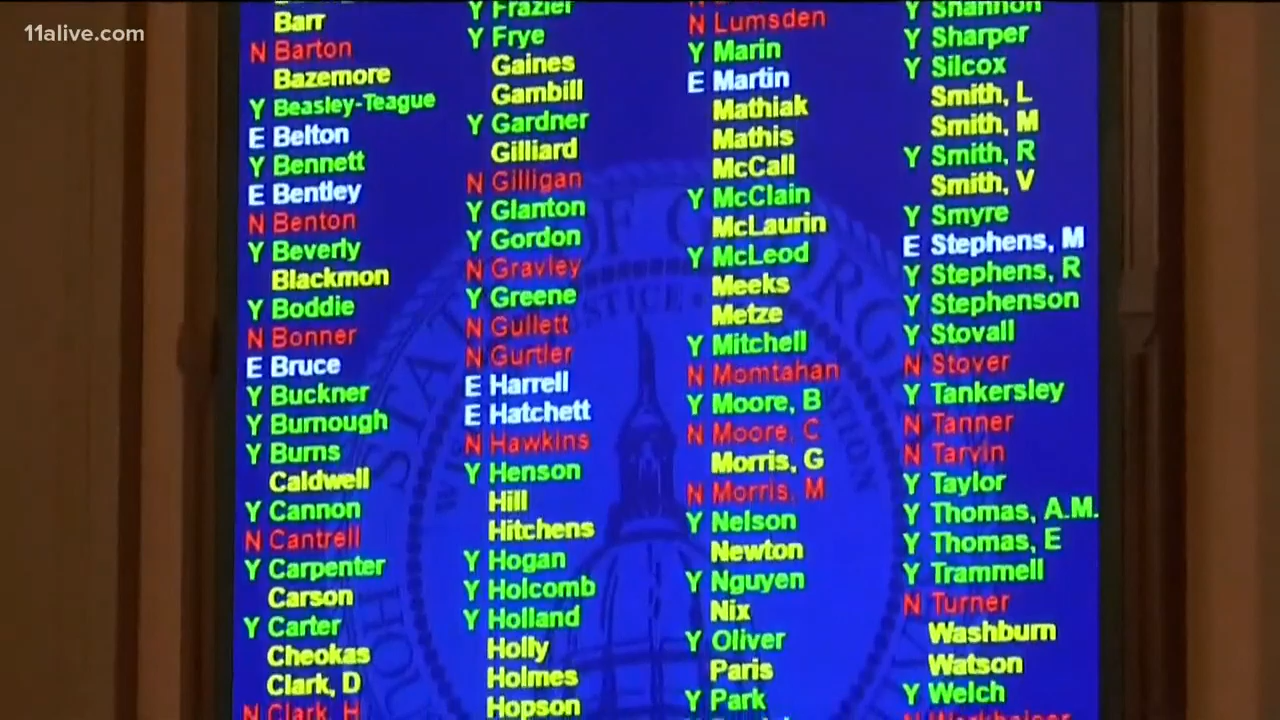 11alive.com
Barr
N Barton
Bazemore
Y Beasley-Teague
E Belton
Y Bennett
E Bentley
N Benton
Y Beverly
Blackmon
Y Boddie
N Bonner
E Bruce
Y Buckner
Y Burnough
Y Burns
Caldwell
Y Cannon
N Cantrell
Y Carpenter
Carson
Y Carter
Cheokas
Clark, D
N Clark, H
Y Frazier
Y Frye
Gaines
Gambill
Y Gardner
Gilliard
N Gilligan
Y Glanton
Y Gordon
N Gravley
Y Greene
N Gullett
N Gurtler
E Harrell
E Hatchett
N Hawkins
Y Henson
Hill
Hitchens
Y Hogan
Y Holcomb
Y Holland
Holly
Holmes
Hopson
N Lumsden
Y Marin
E Martin
Mathiak
Mathis
McCall
Y McClain
McLaurin
Y McLeod
Meeks
Metze
Y Mitchell
N Momtahan
Y Moore, B
N Moore, C
Morris, G
N Morris, M
Y Nelson
Newton
Y Nguyen
Nix
Y Oliver
Paris
Y Park
Y Shannon
Y Sharper
Y Silcox
Smith, L
Smith, M
Y Smith, R
Smith, V
Y Smyre
E Stephens, M
Y Stephens, R
Y Stephenson
Y Stovall
N Stover
Y Tankersley
N Tanner
N Tarvin
Y Taylor
Y Thomas, A.M.
Y Thomas, E
Y Trammell
N Turner
Washburn
Watson
Y Welch
STATE OF GEORGIA